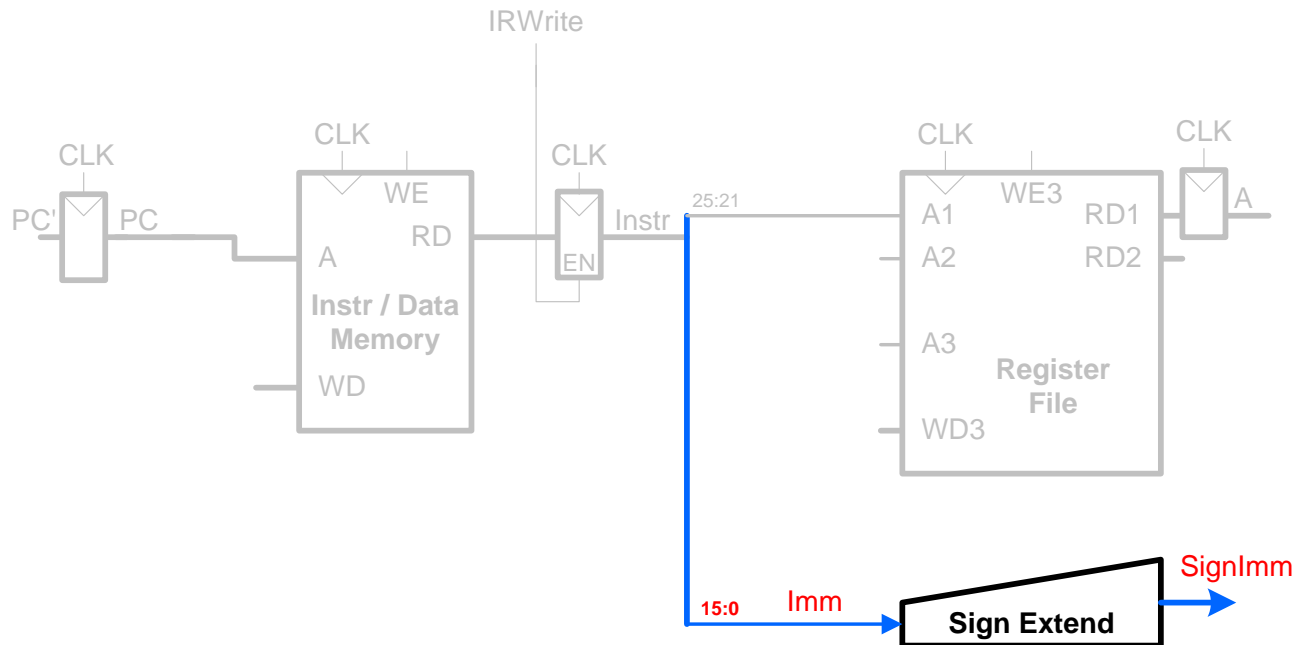 IRWrite
CLK
CLK
CLK
CLK
CLK
PC'
PC
WE
RD
A
Instr / Data
Memory
WD
EN
Instr
25:21
A1
WE3
RD1
A
A2
RD2
A3
Register
File
WD3
15:0
Imm
Sign Extend
SignImm